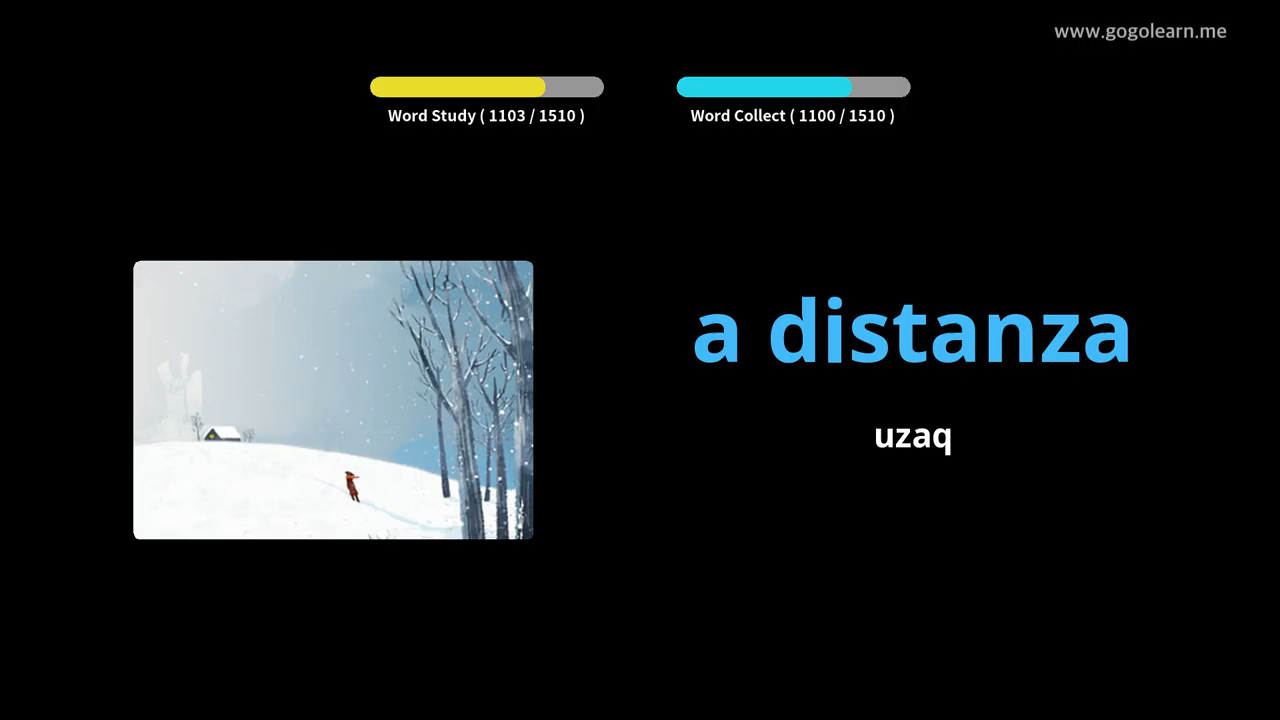 www.gogolearn.me
Word Study ( 1103 / 1510 )
Word Collect ( 1100 / 1510 )
a distanza
uzaq